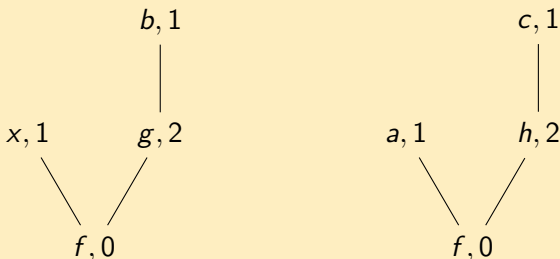 b, 1
c, 1
x, 1
g, 2
a, 1
h, 2
f, 0
f, 0